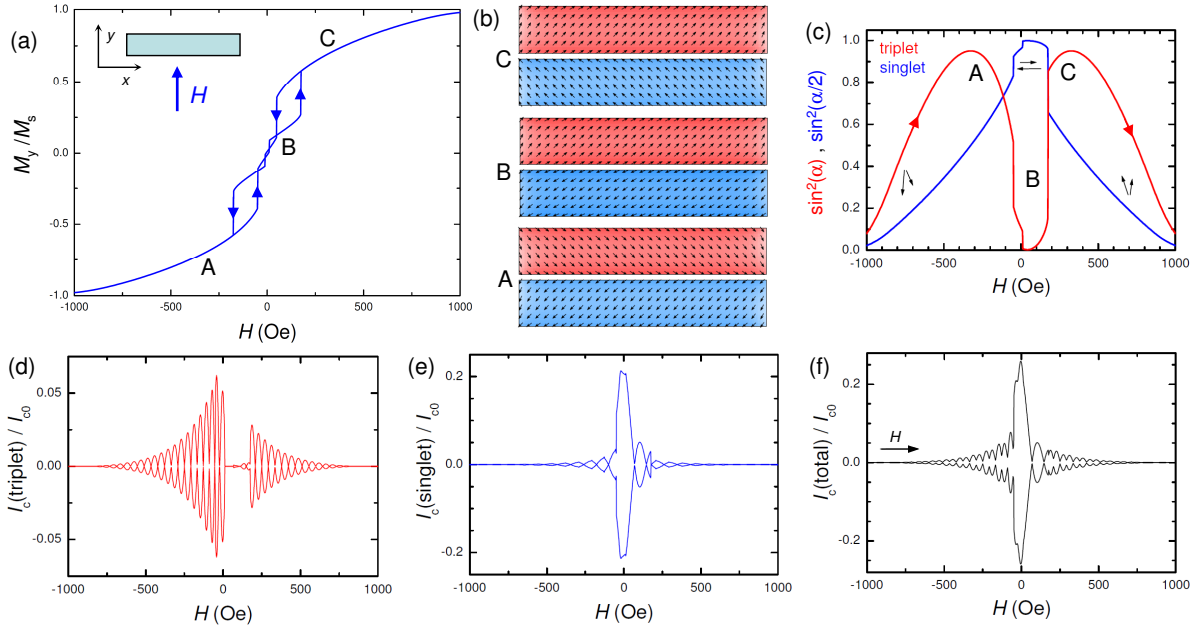 (a)
y
x
H
C
B
A
M_y /M_s
1.0
0.5
0.0
-0.5
-1.0
-1000 -500 0 500 1000
H (Oe)
(b)
C
B
A
(c)
triplet
singlet
A
C
B
sin²(α) , sin²(α/2)
1.0
0.8
0.6
0.4
0.2
0.0
-1000 -500 0 500 1000
H (Oe)
(d)
I_c(triplet) / I_c0
0.05
0.00
-0.05
-1000 -500 0 500 1000
H (Oe)
(e)
I_c(singlet) / I_c0
0.2
0.0
-0.2
-1000 -500 0 500 1000
H (Oe)
(f)
H
I_c(total) / I_c0
0.2
0.0
-0.2
-1000 -500 0 500 1000
H (Oe)